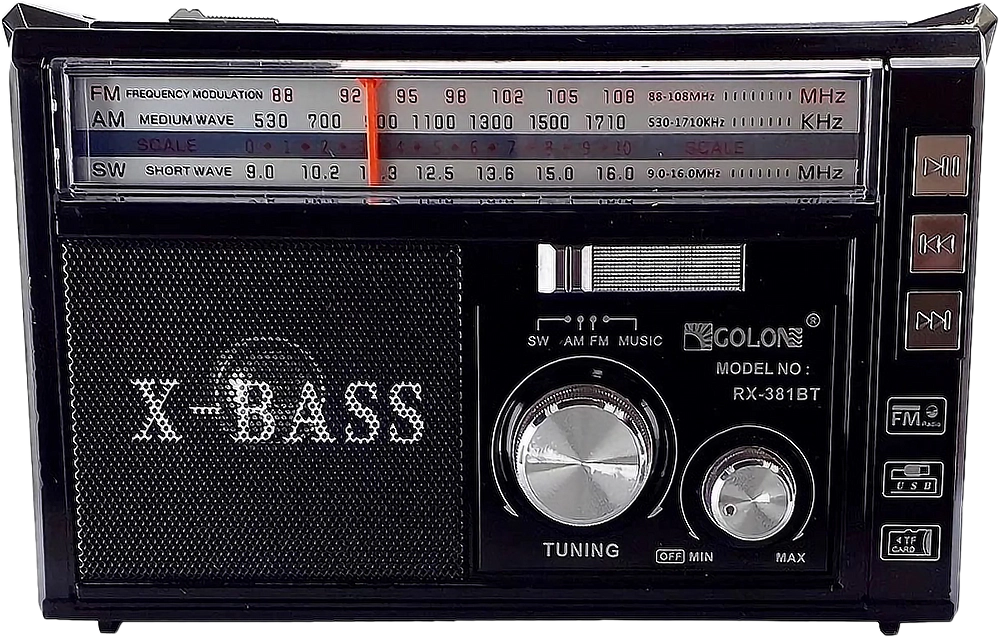 FM FREQUENCY MODULATION 88 92 95 98 102 105 108 88-108MHz MHz
AM MEDIUM WAVE 530 700 1100 1300 1500 1710 530-1710KHz KHz
SCALE 0 1 2 4 5 6 7 8 9 10 SCALE
SW SHORT WAVE 9.0 10.2 12.5 13.6 15.0 16.0 9.0-16.0MHz MHz
SW AM FM MUSIC
GOLON®
MODEL NO :
RX-381BT
X-BASS
TUNING
OFF MIN MAX
FM Radio
USB
TF
CARD